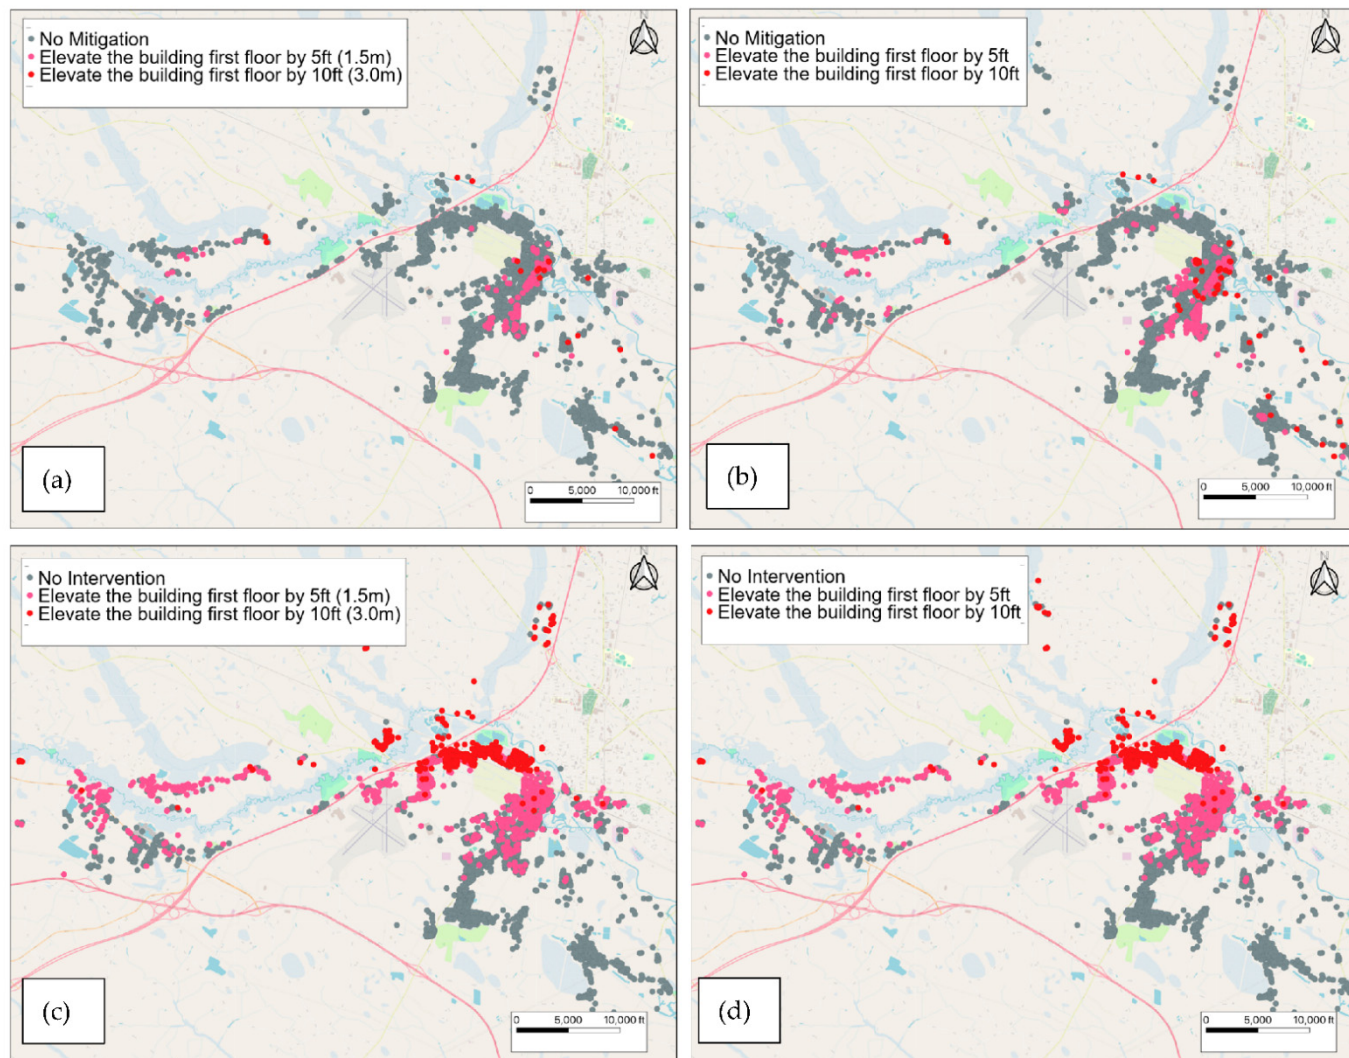 N
No Mitigation
Elevate the building first floor by 5ft (1.5m)
Elevate the building first floor by 10ft (3.0m)
(a)
0 5,000 10,000 ft
N
No Mitigation
Elevate the building first floor by 5ft
Elevate the building first floor by 10ft
(b)
0 5,000 10,000 ft
N
No Intervention
Elevate the building first floor by 5ft (1.5m)
Elevate the building first floor by 10ft (3.0m)
(c)
0 5,000 10,000 ft
N
No Intervention
Elevate the building first floor by 5ft
Elevate the building first floor by 10ft
(d)
0 5,000 10,000 ft